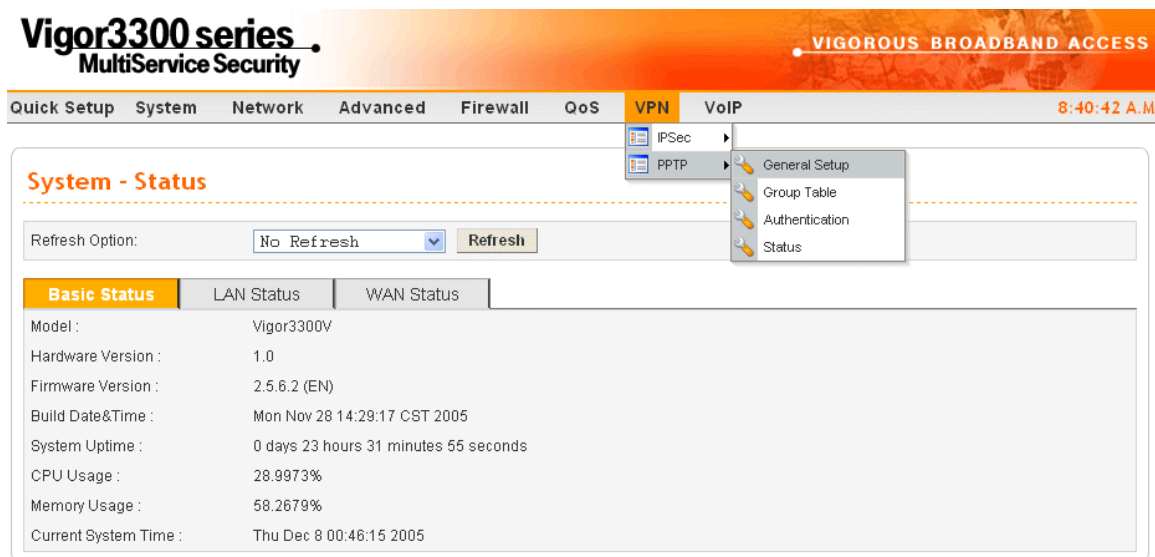 Vigor3300 series
MultiService Security
VIGOROUS BROADBAND ACCESS
Quick Setup System Network Advanced Firewall QoS VPN VoIP 8:40:42 A.M
IPSec
PPTP
General Setup
Group Table
Authentication
Status
System - Status
Refresh Option: No Refresh Refresh
Basic Status LAN Status WAN Status
Model : Vigor3300V
Hardware Version : 1.0
Firmware Version : 2.5.6.2 (EN)
Build Date&Time : Mon Nov 28 14:29:17 CST 2005
System Uptime : 0 days 23 hours 31 minutes 55 seconds
CPU Usage : 28.9973%
Memory Usage : 58.2679%
Current System Time : Thu Dec 8 00:46:15 2005